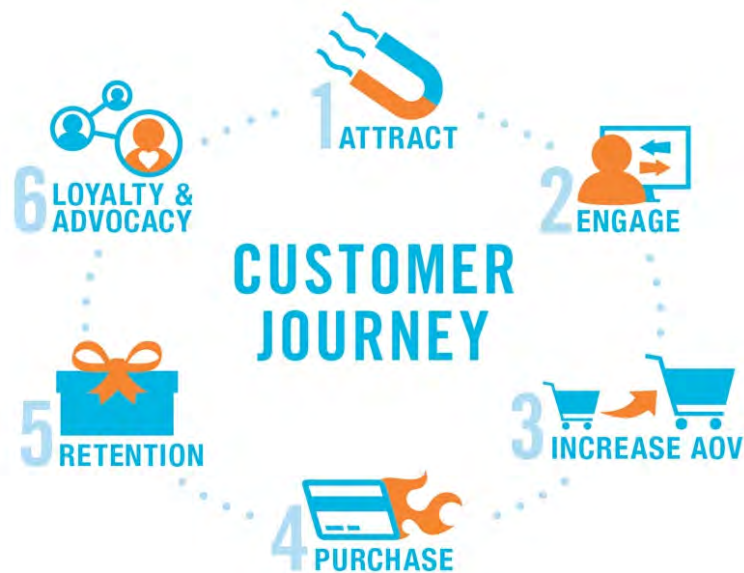 1 ATTRACT
2 ENGAGE
3 INCREASE AOV
4 PURCHASE
5 RETENTION
6 LOYALTY &
ADVOCACY
CUSTOMER
JOURNEY